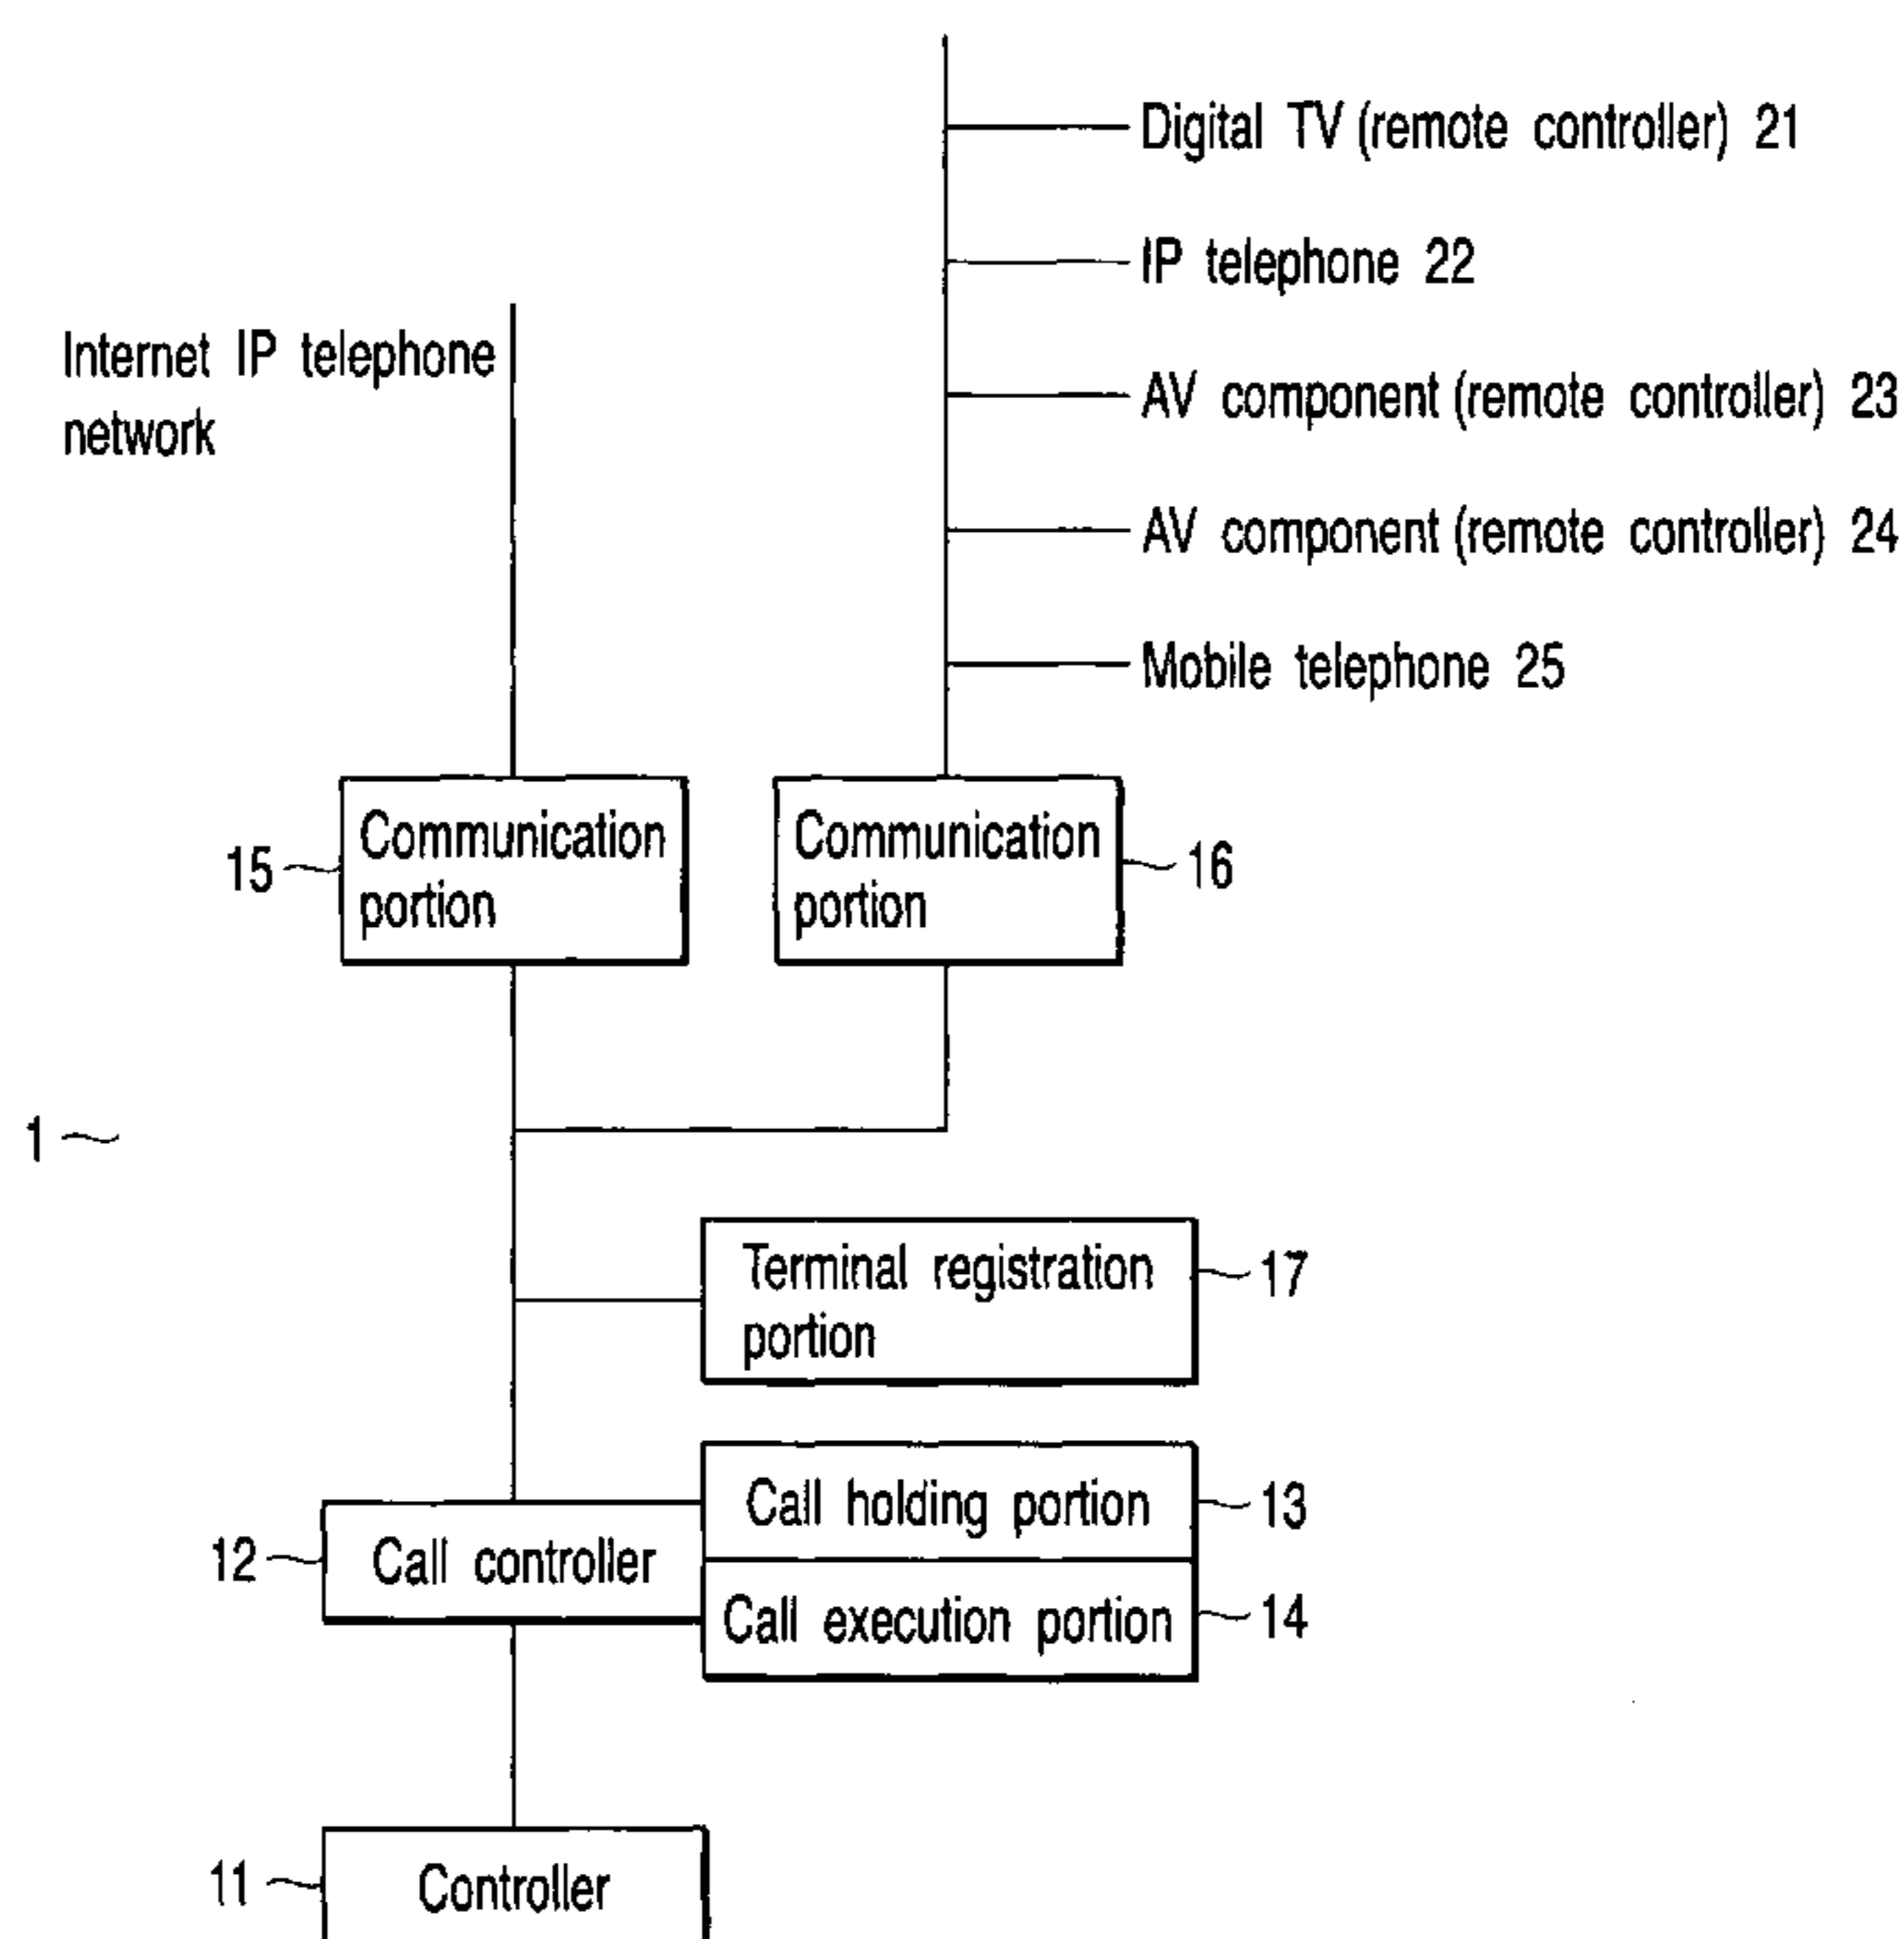 Digital TV (remote controller) 21
IP telephone 22
Internet IP telephone
network
AV component (remote controller) 23
AV component (remote controller) 24
Mobile telephone 25
15
Communication
portion
Communication
portion
16
1
Terminal registration
portion
17
Call holding portion
13
12
Call controller
Call execution portion
14
11
Controller